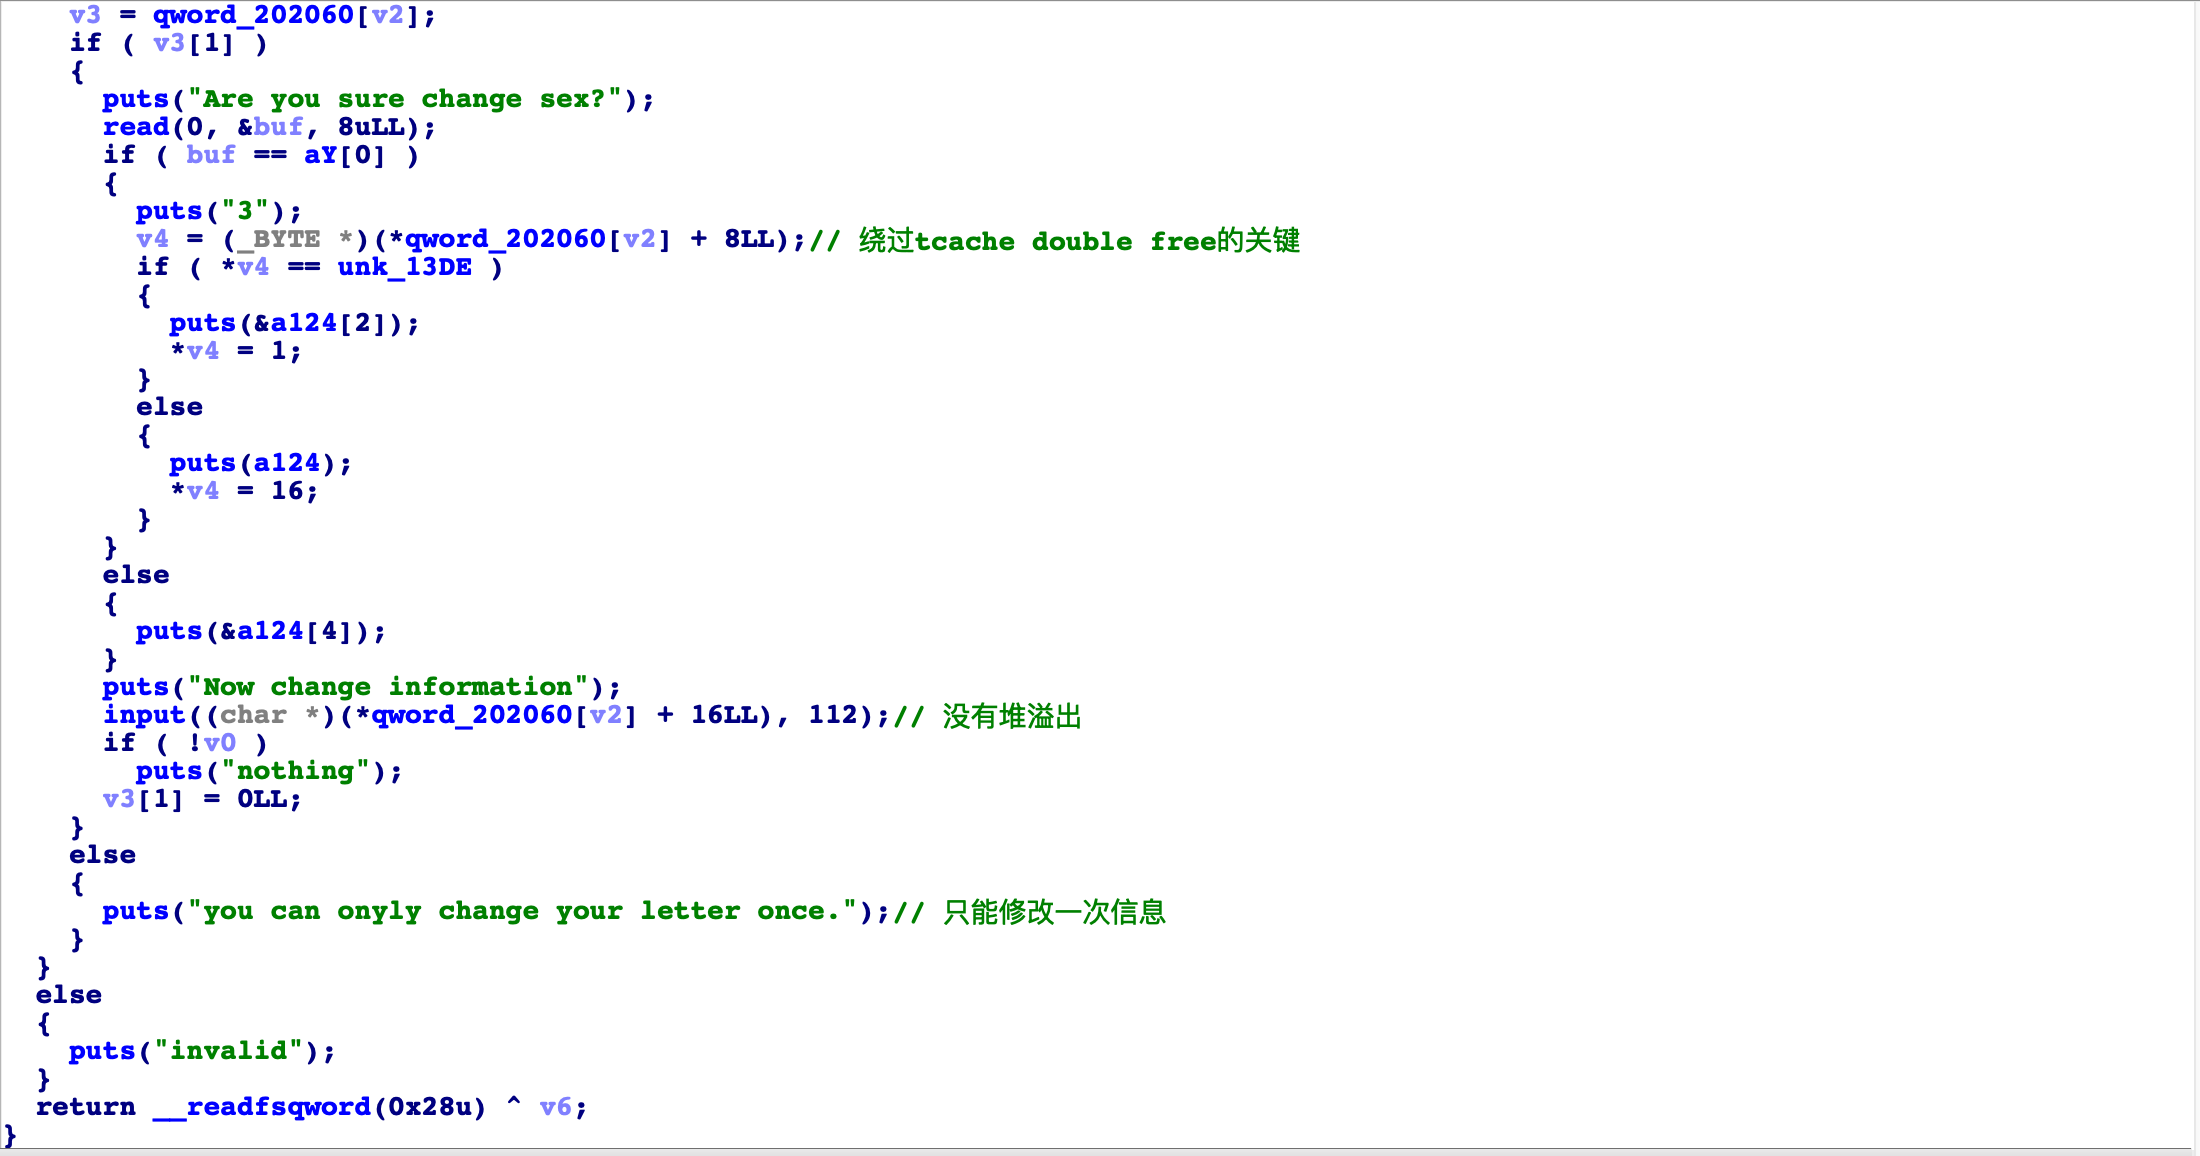 v3 = qword_202060[v2];
if ( v3[1] )
{
puts("Are you sure change sex?");
read(0, &buf, 8uLL);
if ( buf == aY[0] )
{
puts("3");
v4 = (_BYTE *)(*qword_202060[v2] + 8LL);// 绕过tcache double free的关键
if ( *v4 == unk_13DE )
{
puts(&a124[2]);
*v4 = 1;
}
else
{
puts(a124);
*v4 = 16;
}
}
else
{
puts(&a124[4]);
}
puts("Now change information");
input((char *)(*qword_202060[v2] + 16LL), 112);// 没有堆溢出
if ( !v0 )
puts("nothing");
v3[1] = 0LL;
}
else
{
puts("you can onyly change your letter once.");// 只能修改一次信息
}
}
else
{
puts("invalid");
}
return __readfsqword(0x28u) ^ v6;
}